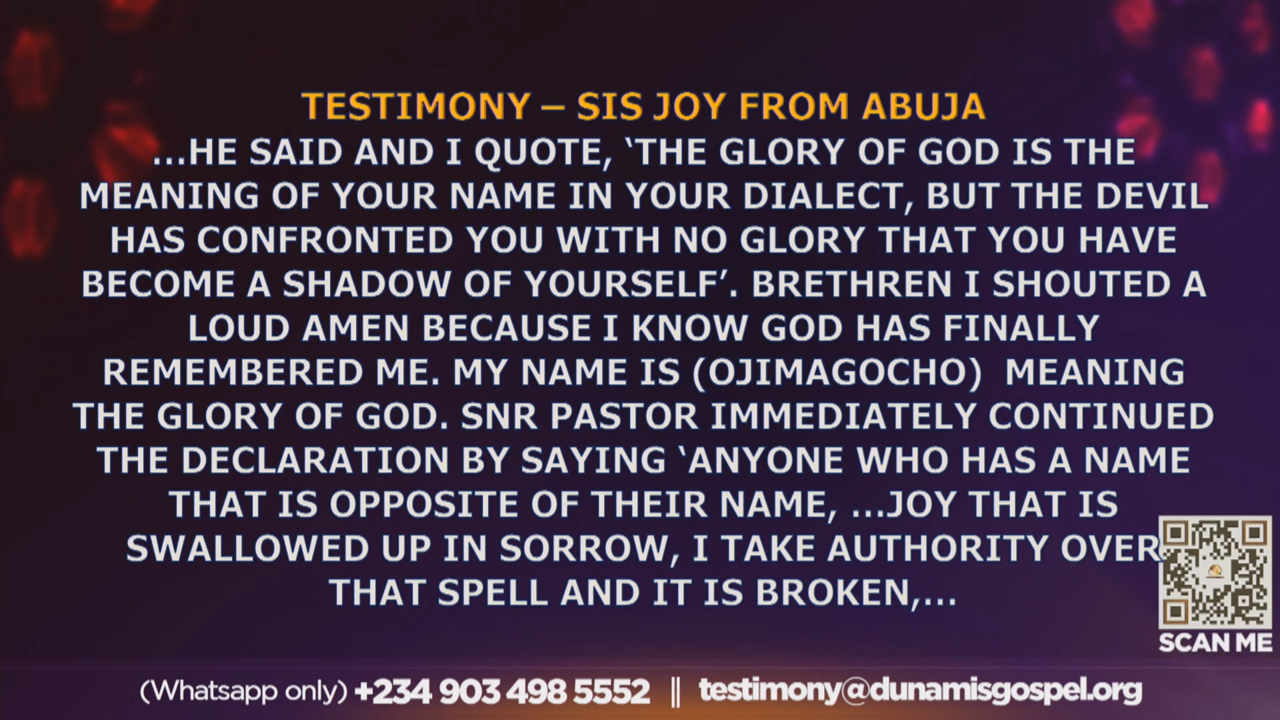 TESTIMONY – SIS JOY FROM ABUJA
...HE SAID AND I QUOTE, ‘THE GLORY OF GOD IS THE
MEANING OF YOUR NAME IN YOUR DIALECT, BUT THE DEVIL
HAS CONFRONTED YOU WITH NO GLORY THAT YOU HAVE
BECOME A SHADOW OF YOURSELF’. BRETHREN I SHOUTED A
LOUD AMEN BECAUSE I KNOW GOD HAS FINALLY
REMEMBERED ME. MY NAME IS (OJIMAGOCHO)  MEANING
THE GLORY OF GOD. SNR PASTOR IMMEDIATELY CONTINUED
THE DECLARATION BY SAYING ‘ANYONE WHO HAS A NAME
THAT IS OPPOSITE OF THEIR NAME, ...JOY THAT IS
SWALLOWED UP IN SORROW, I TAKE AUTHORITY OVER
THAT SPELL AND IT IS BROKEN,...
SCAN ME
(Whatsapp only) +234 903 498 5552 || testimony@dunamisgospel.org